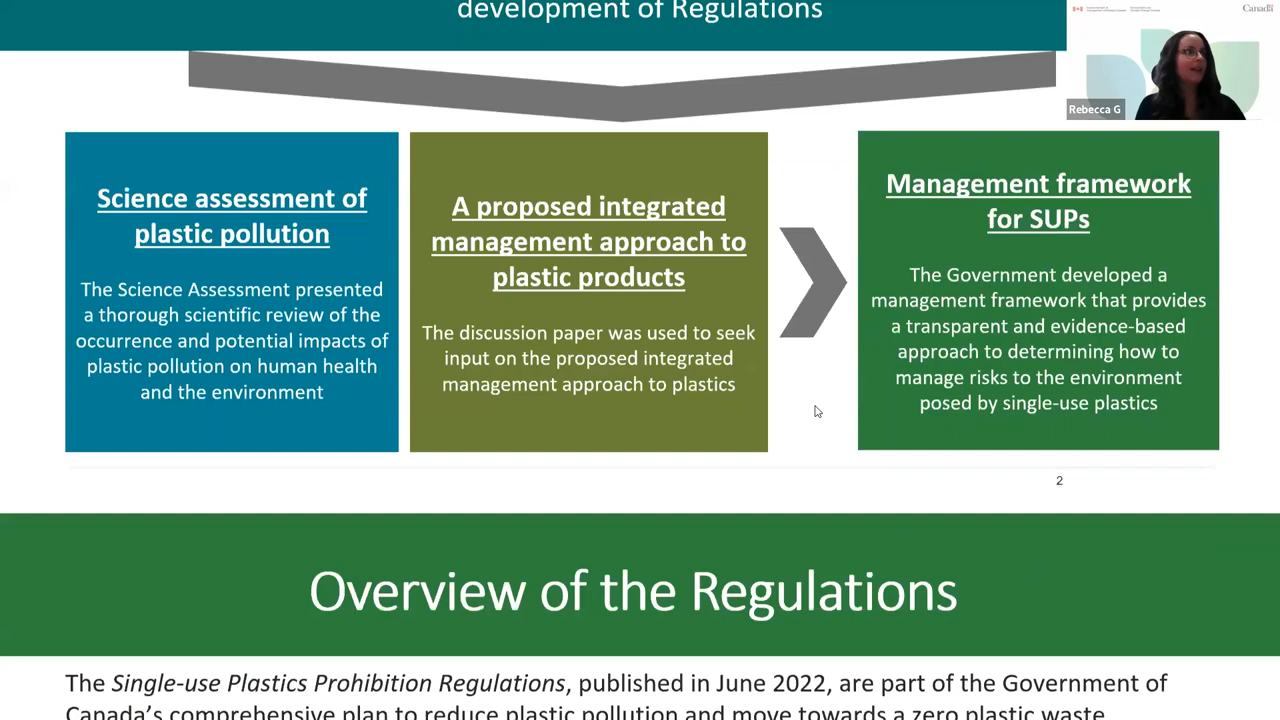 development of Regulations
Canada
Rebecca G
Science assessment of
plastic pollution
The Science Assessment presented
a thorough scientific review of the
occurrence and potential impacts of
plastic pollution on human health
and the environment
A proposed integrated
management approach to
plastic products
The discussion paper was used to seek
input on the proposed integrated
management approach to plastics
Management framework
for SUPs
The Government developed a
management framework that provides
a transparent and evidence-based
approach to determining how to
manage risks to the environment
posed by single-use plastics
2
Overview of the Regulations
The Single-use Plastics Prohibition Regulations, published in June 2022, are part of the Government of
Canada's comprehensive plan to reduce plastic pollution and move towards a zero plastic waste